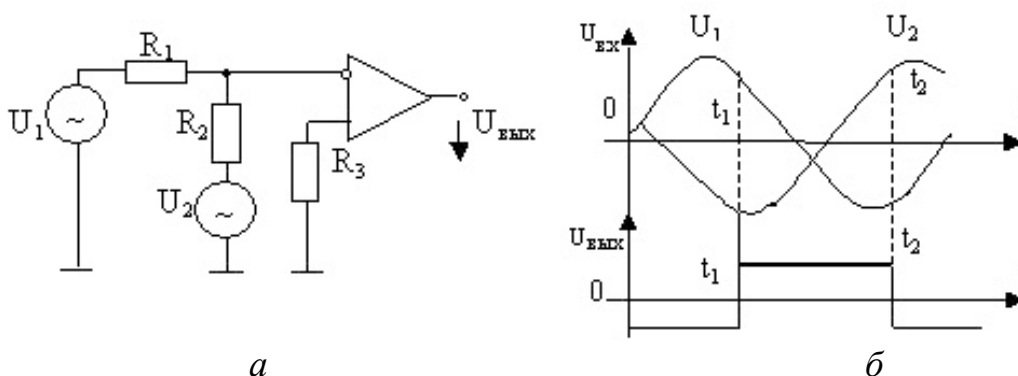 R₁
U₁
~
R₂
U₂
~
R₃
Uвых
а
Uвх
U₁
U₂
0
t₁
t₂
Uвых
t₁
t₂
0
б